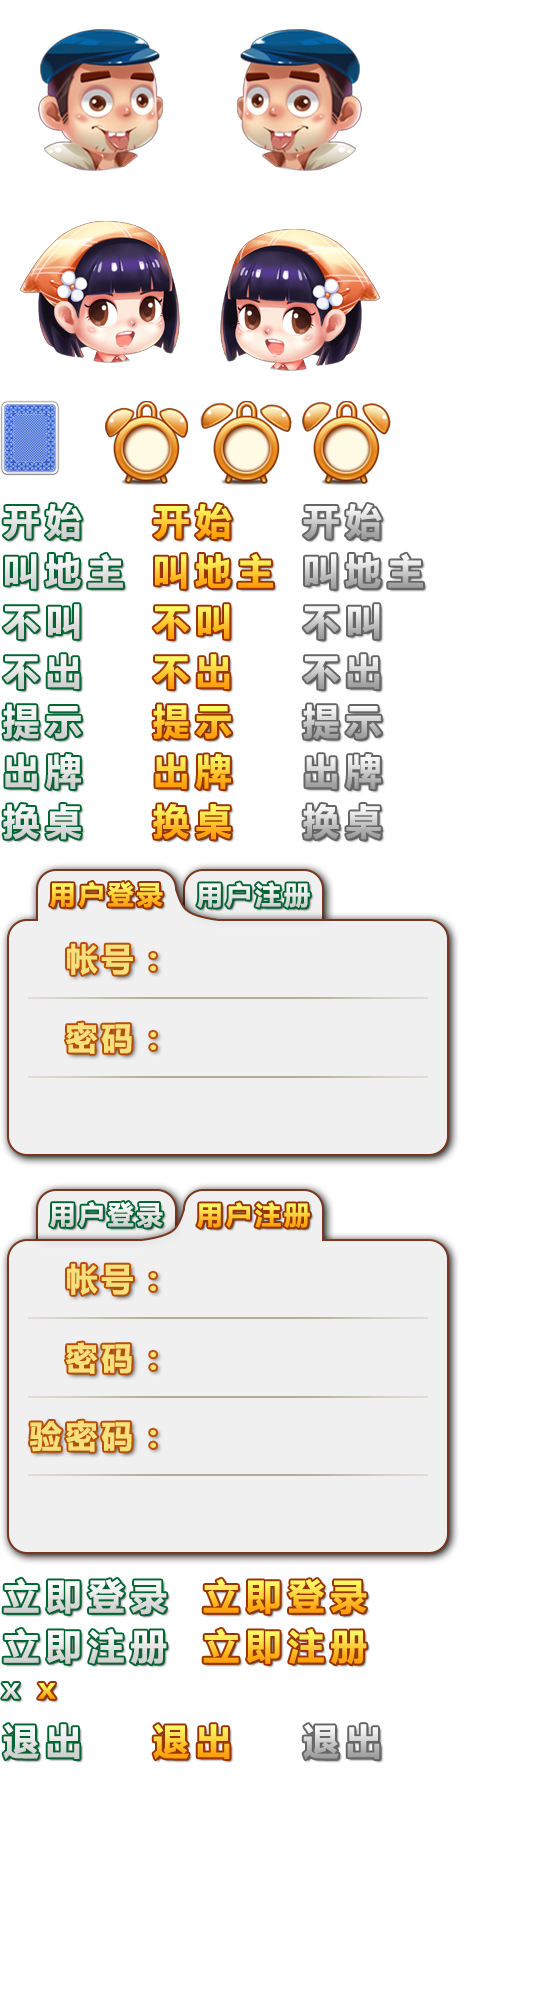 开始 开始 开始
叫地主 叫地主 叫地主
不叫 不叫 不叫
不出 不出 不出
提示 提示 提示
出牌 出牌 出牌
换桌 换桌 换桌
用户登录 用户注册
帐号：
密码：
用户登录 用户注册
帐号：
密码：
验密码：
立即登录 立即登录
立即注册 立即注册
x x
退出 退出 退出